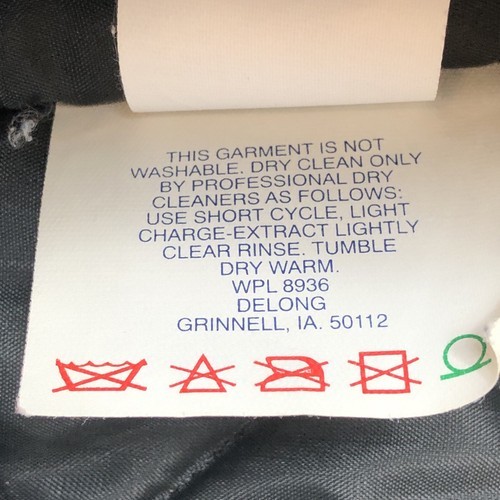 THIS GARMENT IS NOT
WASHABLE. DRY CLEAN ONLY
BY PROFESSIONAL DRY
CLEANERS AS FOLLOWS:
USE SHORT CYCLE, LIGHT
CHARGE-EXTRACT LIGHTLY
CLEAR RINSE. TUMBLE
DRY WARM.
WPL 8936
DELONG
GRINNELL, IA. 50112